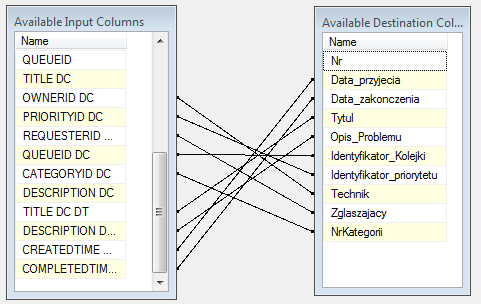 Available Input Columns
Name
QUEUEID
TITLE DC
OWNERID DC
PRIORITYID DC
REQUESTERID ...
QUEUEID DC
CATEGORYID DC
DESCRIPTION DC
TITLE DC DT
DESCRIPTION D...
CREATEDTIME ...
COMPLETEDTIM...
Available Destination Col...
Name
Nr
Data_przyjecia
Data_zakonczenia
Tytul
Opis_Problemu
Identyfikator_Kolejki
Identyfikator_priorytetu
Technik
Zglaszajacy
NrKategorii